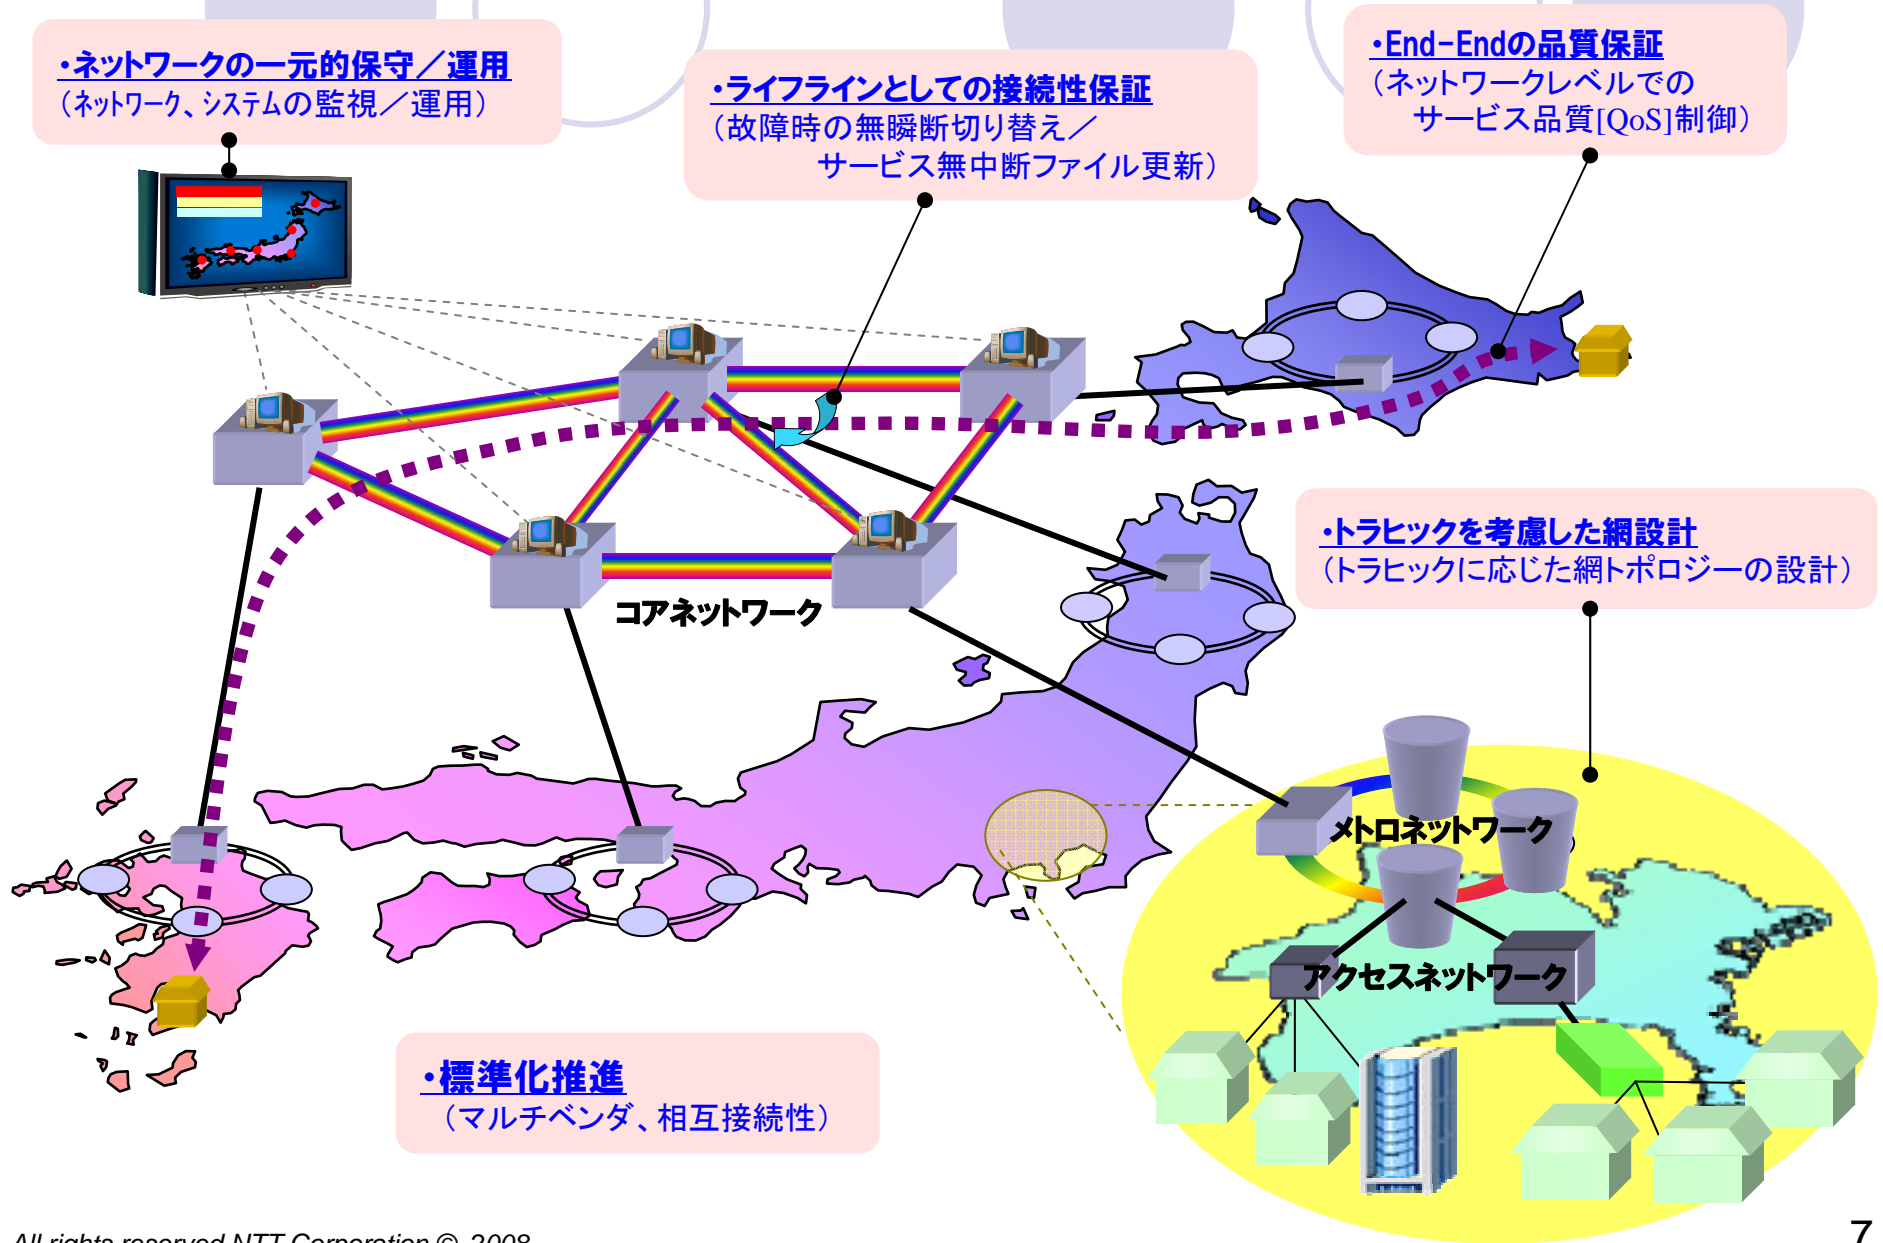 ・ネットワークの一元的保守／運用
（ネットワーク、システムの監視／運用）
・ライフラインとしての接続性保証
（故障時の無瞬断切り替え／
サービス無中断ファイル更新）
・End-Endの品質保証
（ネットワークレベルでの
サービス品質[QoS]制御）
・トラヒックを考慮した網設計
（トラヒックに応じた網トポロジーの設計）
コアネットワーク
メトロネットワーク
アクセスネットワーク
・標準化推進
（マルチベンダ、相互接続性）
All rights reserved NTT Corporation © 2008
7